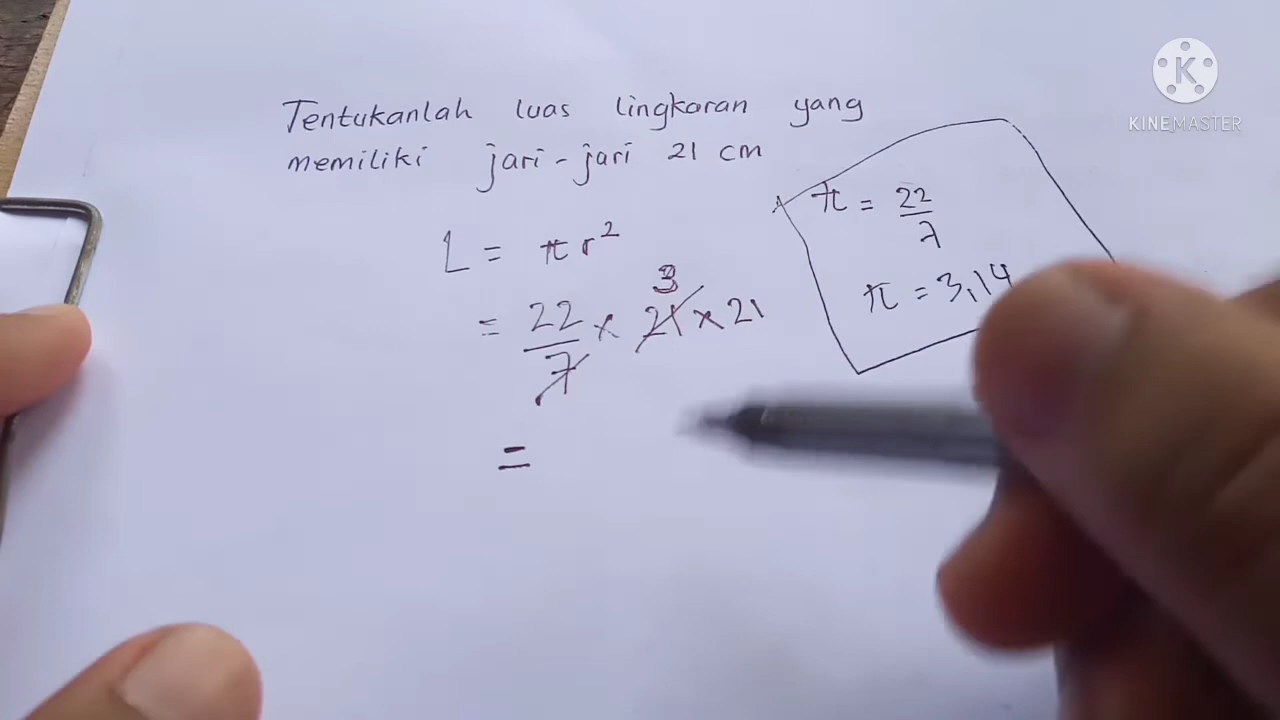 Tentukanlah luas lingkaran yang
memiliki jari-jari 21 cm
L = πr²
= 22/7 x 21 x 21
3
=
π = 22/7
π = 3,14
K
KINEMASTER